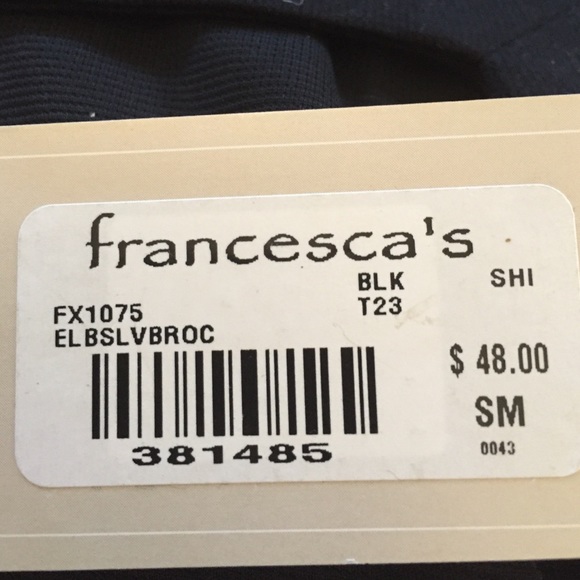 francesca's
BLK SHI
FX1075 T23
ELBSLVBROC
$ 48.00
SM
381485 0043